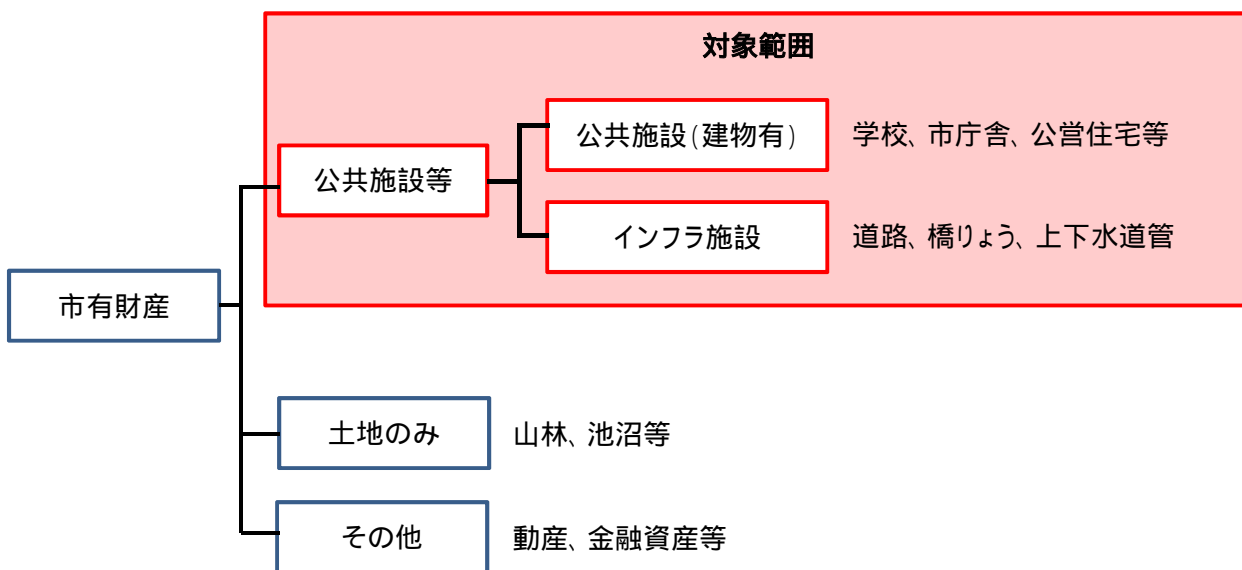 対象範囲
公共施設(建物有) 学校、市庁舎、公営住宅等
公共施設等
インフラ施設 道路、橋りょう、上下水道管
市有財産
土地のみ 山林、池沼等
その他 動産、金融資産等